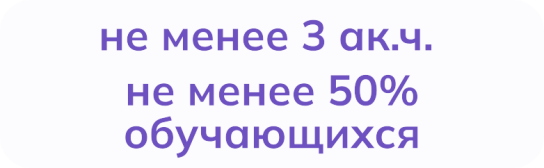 не менее 3 ак.ч.
не менее 50%
обучающихся